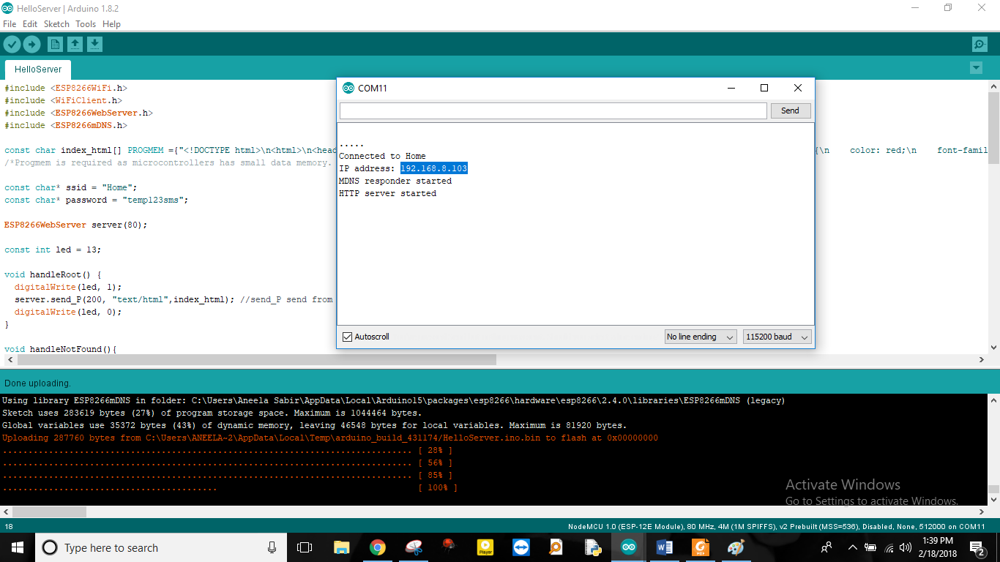 HelloServer | Arduino 1.8.2
File Edit Sketch Tools Help
HelloServer
#include <ESP8266WiFi.h>
#include <WiFiClient.h>
#include <ESP8266WebServer.h>
#include <ESP8266mDNS.h>
const char index_html[] PROGMEM ={"<!DOCTYPE html>\n<html>\n<head
{\n    color: red;\n    font-famil
/*Progmem is required as microcontrollers has small data memory.
const char* ssid = "Home";
const char* password = "temp123sms";
ESP8266WebServer server(80);
const int led = 13;
void handleRoot() {
  digitalWrite(led, 1);
  server.send_P(200, "text/html",index_html); //send_P send from
  digitalWrite(led, 0);
}
void handleNotFound(){
COM11
Send
.....
Connected to Home
IP address: 192.168.8.103
MDNS responder started
HTTP server started
Autoscroll
No line ending
115200 baud
Done uploading.
Using library ESP8266mDNS in folder: C:\Users\Aneela Sabir\AppData\Local\Arduino15\packages\esp8266\hardware\esp8266\2.4.0\libraries\ESP8266mDNS (legacy)
Sketch uses 283619 bytes (27%) of program storage space. Maximum is 1044464 bytes.
Global variables use 35372 bytes (43%) of dynamic memory, leaving 46548 bytes for local variables. Maximum is 81920 bytes.
Uploading 287760 bytes from C:\Users\ANEELA~2\AppData\Local\Temp\arduino_build_431174/HelloServer.ino.bin to flash at 0x00000000
................................................................................ [ 28% ]
................................................................................ [ 56% ]
................................................................................ [ 85% ]
..........................................                                       [ 100% ]
Activate Windows
Go to Settings to activate Windows.
18
NodeMCU 1.0 (ESP-12E Module), 80 MHz, 4M (1M SPIFFS), v2 Prebuilt (MSS=536), Disabled, None, 512000 on COM11
Type here to search
Player
PDF
1:39 PM
2/18/2018
2